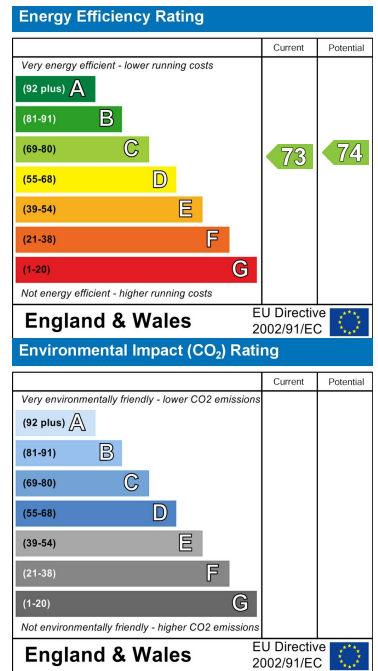 Energy Efficiency Rating
Current Potential
Very energy efficient - lower running costs
(92 plus) A
(81-91) B
(69-80) C
73 74
(55-68) D
(39-54) E
(21-38) F
(1-20) G
Not energy efficient - higher running costs
England & Wales
EU Directive
2002/91/EC
Environmental Impact (CO₂) Rating
Current Potential
Very environmentally friendly - lower CO2 emissions
(92 plus) A
(81-91) B
(69-80) C
(55-68) D
(39-54) E
(21-38) F
(1-20) G
Not environmentally friendly - higher CO2 emissions
England & Wales
EU Directive
2002/91/EC